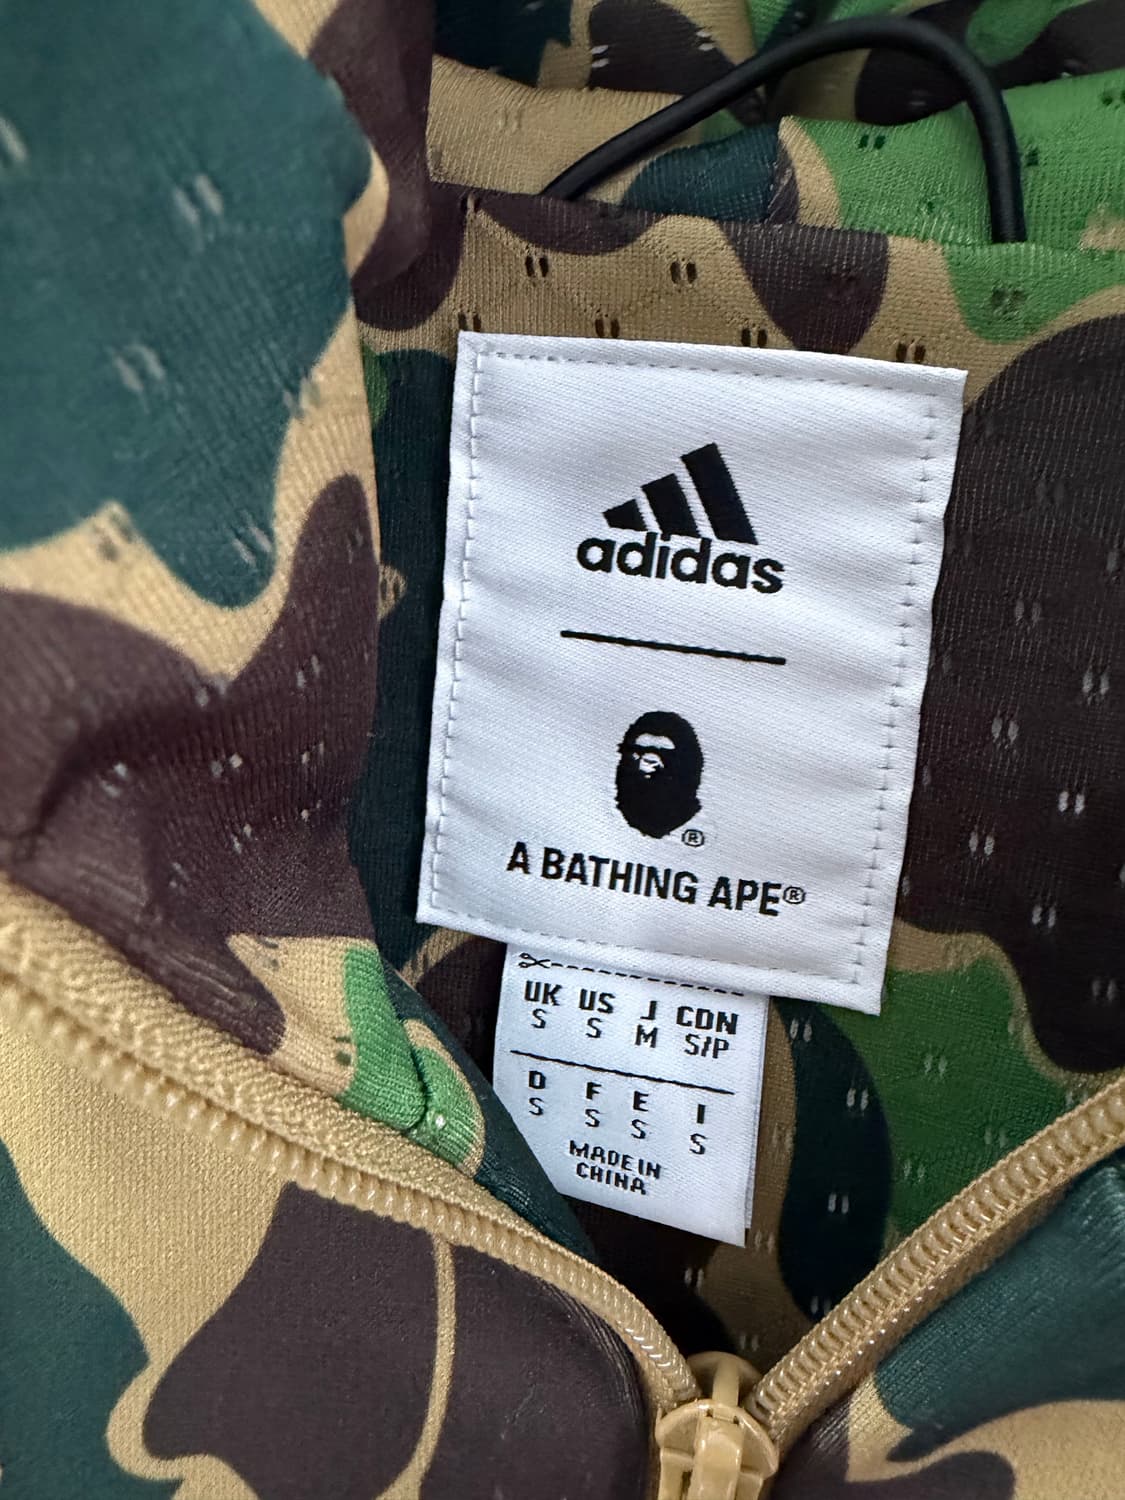 adidas
®
A BATHING APE®
UK US J CDN
S S M S/P
D F E I
S S S S
MADE IN
CHINA